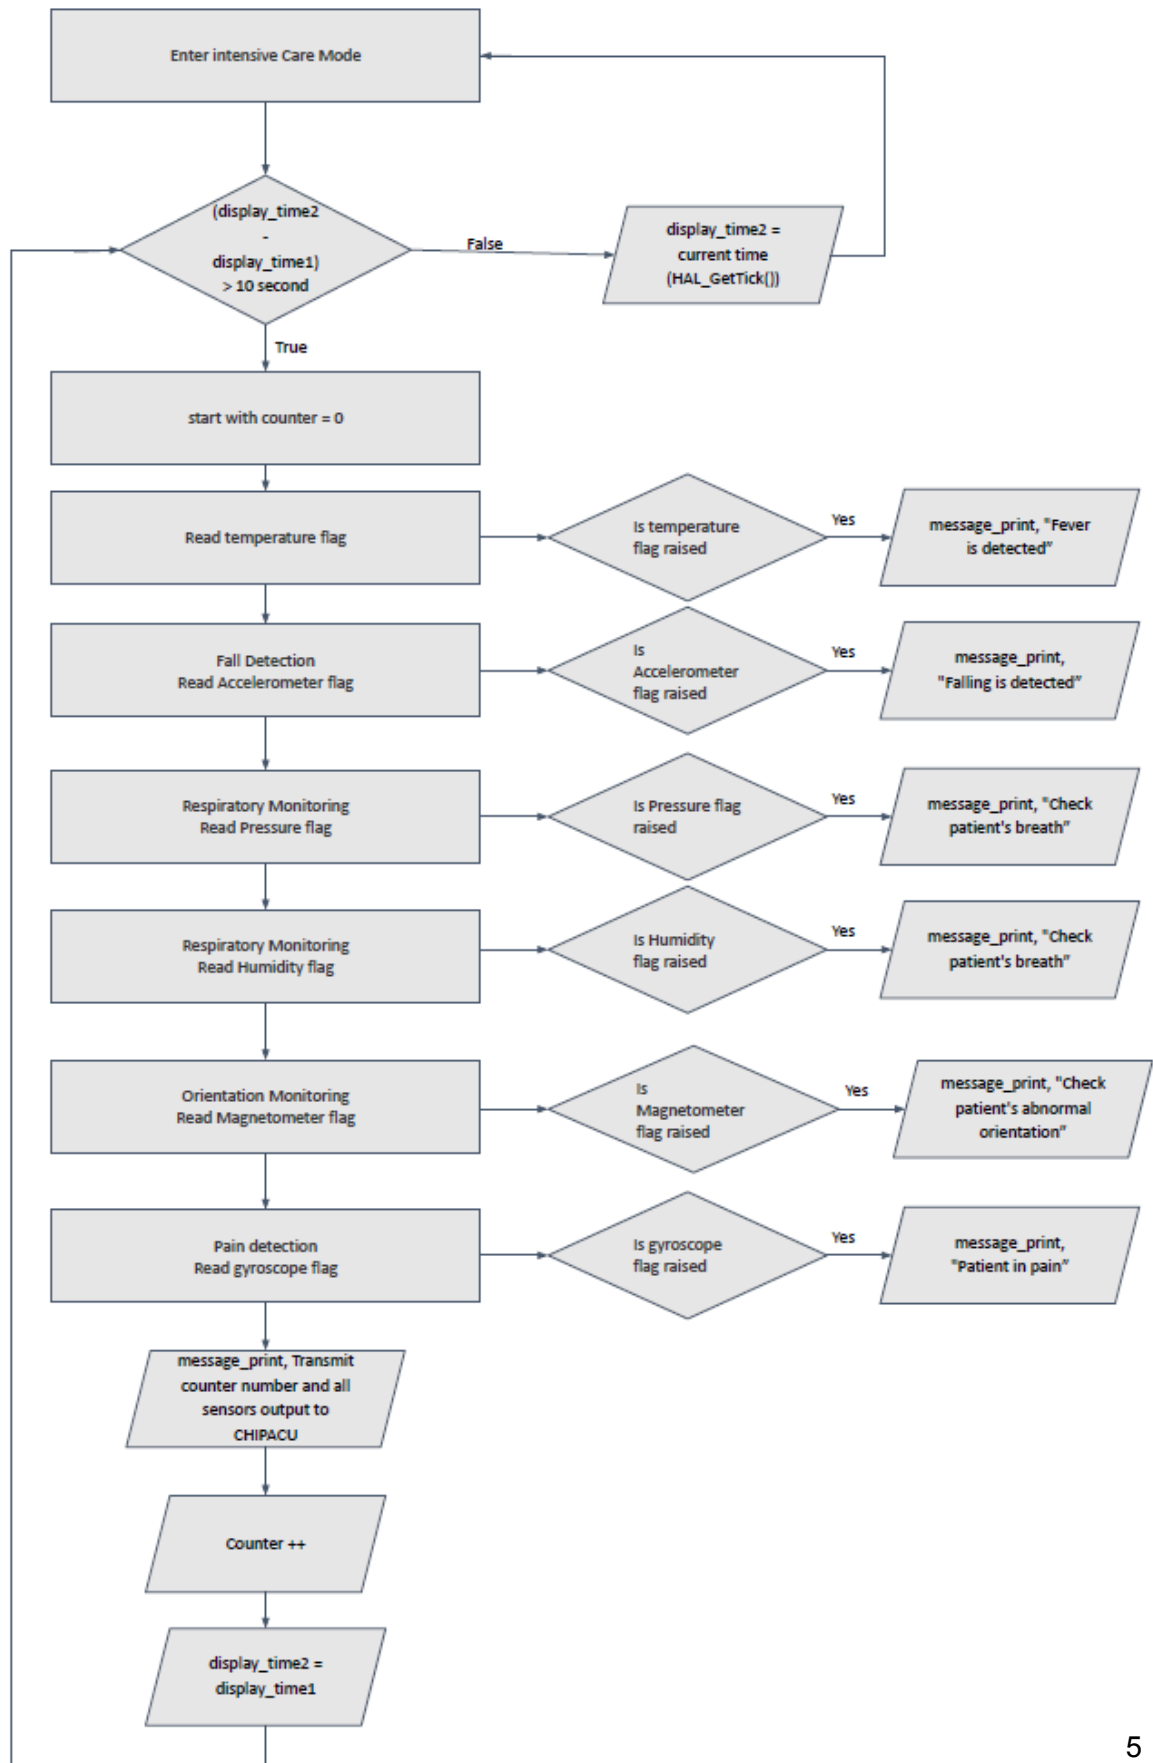 Enter intensive Care Mode
(display_time2
-
display_time1)
> 10 second
False
display_time2 =
current time
(HAL_GetTick())
True
start with counter = 0
Read temperature flag
Is temperature
flag raised
Yes
message_print, "Fever
is detected”
Fall Detection
Read Accelerometer flag
Is
Accelerometer
flag raised
Yes
message_print,
"Falling is detected”
Respiratory Monitoring
Read Pressure flag
Is Pressure flag
raised
Yes
message_print, "Check
patient's breath”
Respiratory Monitoring
Read Humidity flag
Is Humidity
flag raised
Yes
message_print, "Check
patient's breath”
Orientation Monitoring
Read Magnetometer flag
Is
Magnetometer
flag raised
Yes
message_print, "Check
patient's abnormal
orientation”
Pain detection
Read gyroscope flag
Is gyroscope
flag raised
Yes
message_print,
"Patient in pain”
message_print, Transmit
counter number and all
sensors output to
CHIPACU
Counter ++
display_time2 =
display_time1
5